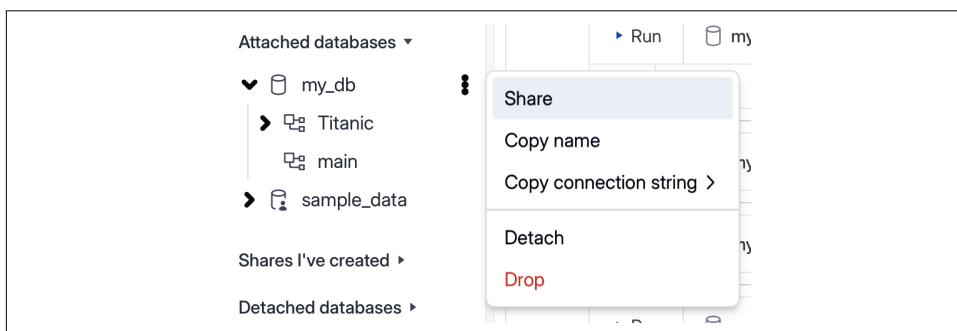 Attached databases
my_db
Titanic
main
sample_data
Shares I've created
Detached databases
Run
my
Share
Copy name
Copy connection string
Detach
Drop